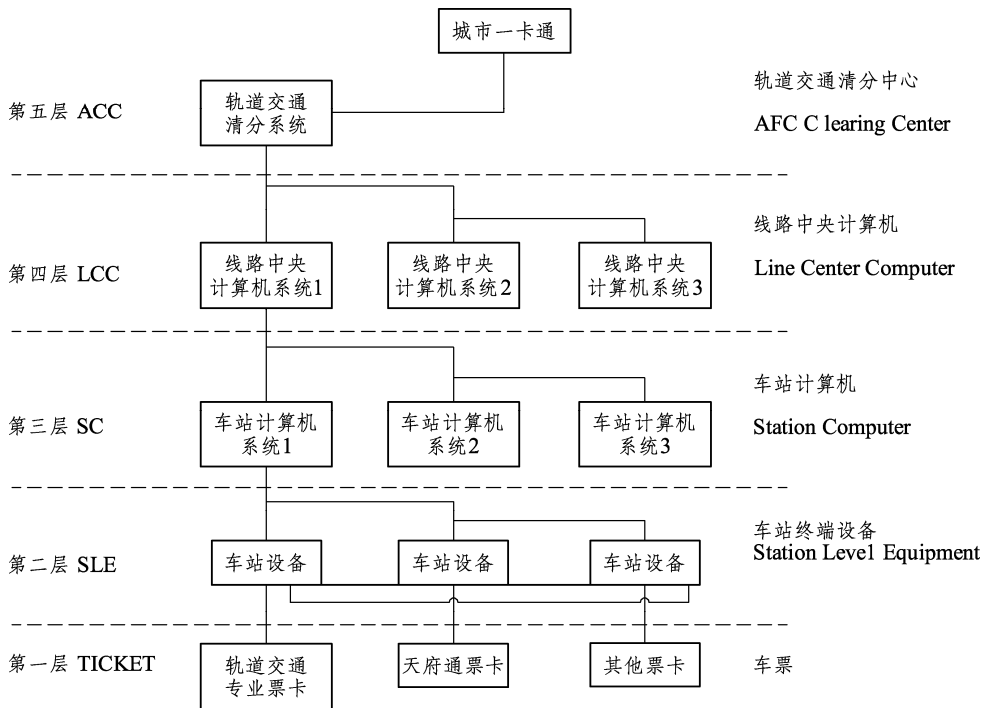 城市一卡通
第五层 ACC
轨道交通
清分系统
轨道交通清分中心
AFC C learing Center
第四层 LCC
线路中央
计算机系统1
线路中央
计算机系统2
线路中央
计算机系统3
线路中央计算机
Line Center Computer
第三层 SC
车站计算机
系统1
车站计算机
系统2
车站计算机
系统3
车站计算机
Station Computer
第二层 SLE
车站设备
车站设备
车站设备
车站终端设备
Station Leve1 Equipment
第一层 TICKET
轨道交通
专业票卡
天府通票卡
其他票卡
车票